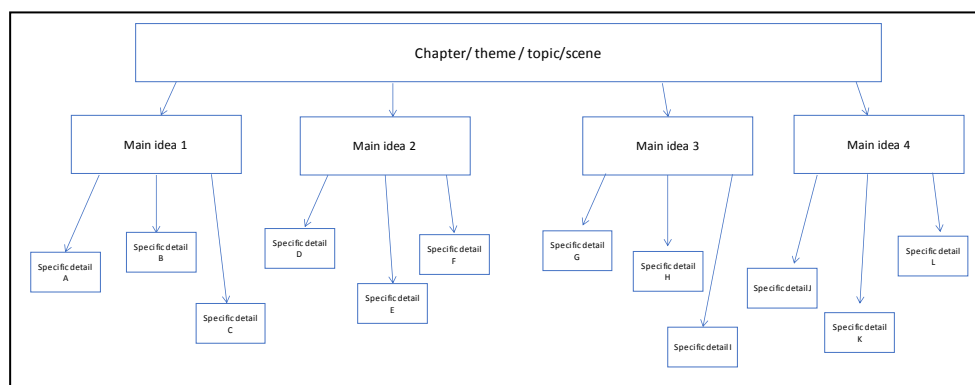 Chapter/ theme / topic/scene
Main idea 1
Main idea 2
Main idea 3
Main idea 4
Specific detail
A
Specific detail
B
Specific detail
C
Specific detail
D
Specific detail
E
Specific detail
F
Specific detail
G
Specific detail
H
Specific detail I
Specific detail J
Specific detail
K
Specific detail
L